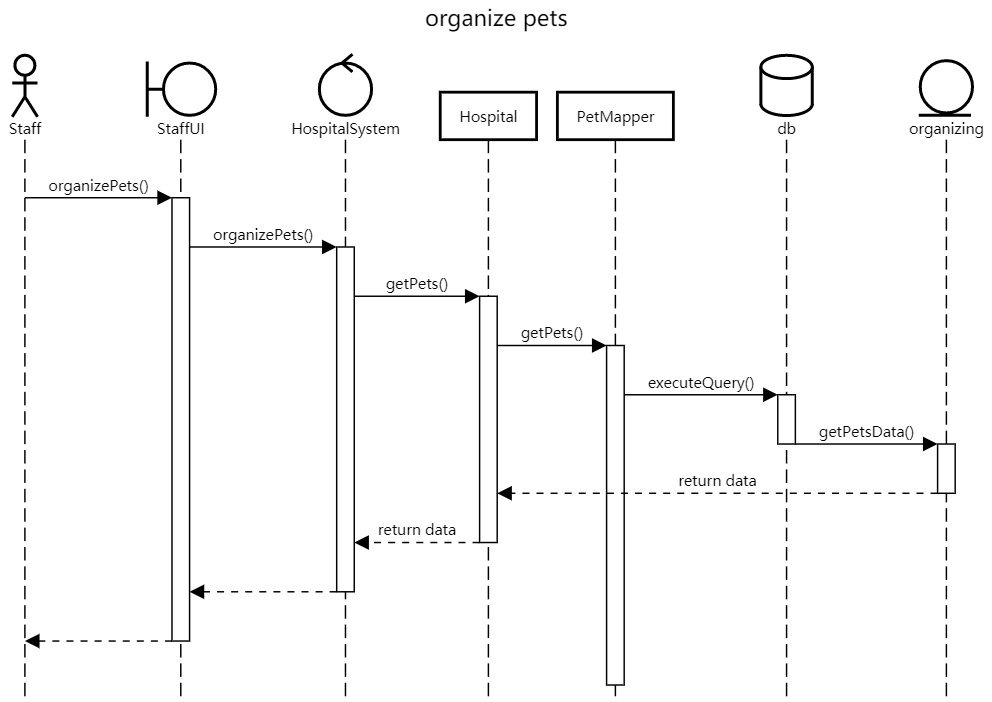 organize pets
Staff
StaffUI
HospitalSystem
Hospital
PetMapper
db
organizing
organizePets()
organizePets()
getPets()
getPets()
executeQuery()
getPetsData()
return data
return data